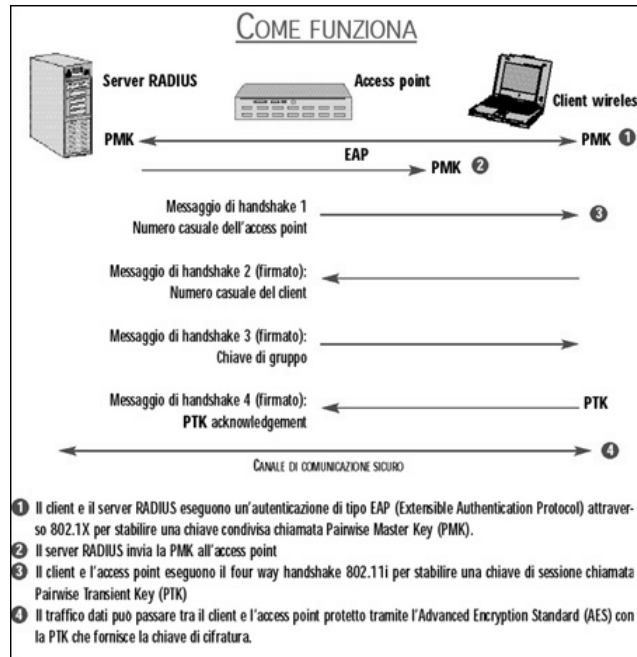 COME FUNZIONA
Server RADIUS
Access point
Client wireless
PMK
PMK 1
EAP
PMK 2
Messaggio di handshake 1
Numero casuale dell'access point
3
Messaggio di handshake 2 (firmato):
Numero casuale del client
Messaggio di handshake 3 (firmato):
Chiave di gruppo
Messaggio di handshake 4 (firmato):
PTK acknowledgement
PTK
4
CANALE DI COMUNICAZIONE SICURO
1 Il client e il server RADIUS eseguono un'autenticazione di tipo EAP (Extensible Authentication Protocol) attraver-
so 802.1X per stabilire una chiave condivisa chiamata Pairwise Master Key (PMK).
2 Il server RADIUS invia la PMK all'access point
3 Il client e l'access point eseguono il four way handshake 802.11i per stabilire una chiave di sessione chiamata
Pairwise Transient Key (PTK)
4 Il traffico dati può passare tra il client e l'access point protetto tramite l'Advanced Encryption Standard (AES) con
la PTK che fornisce la chiave di cifratura.